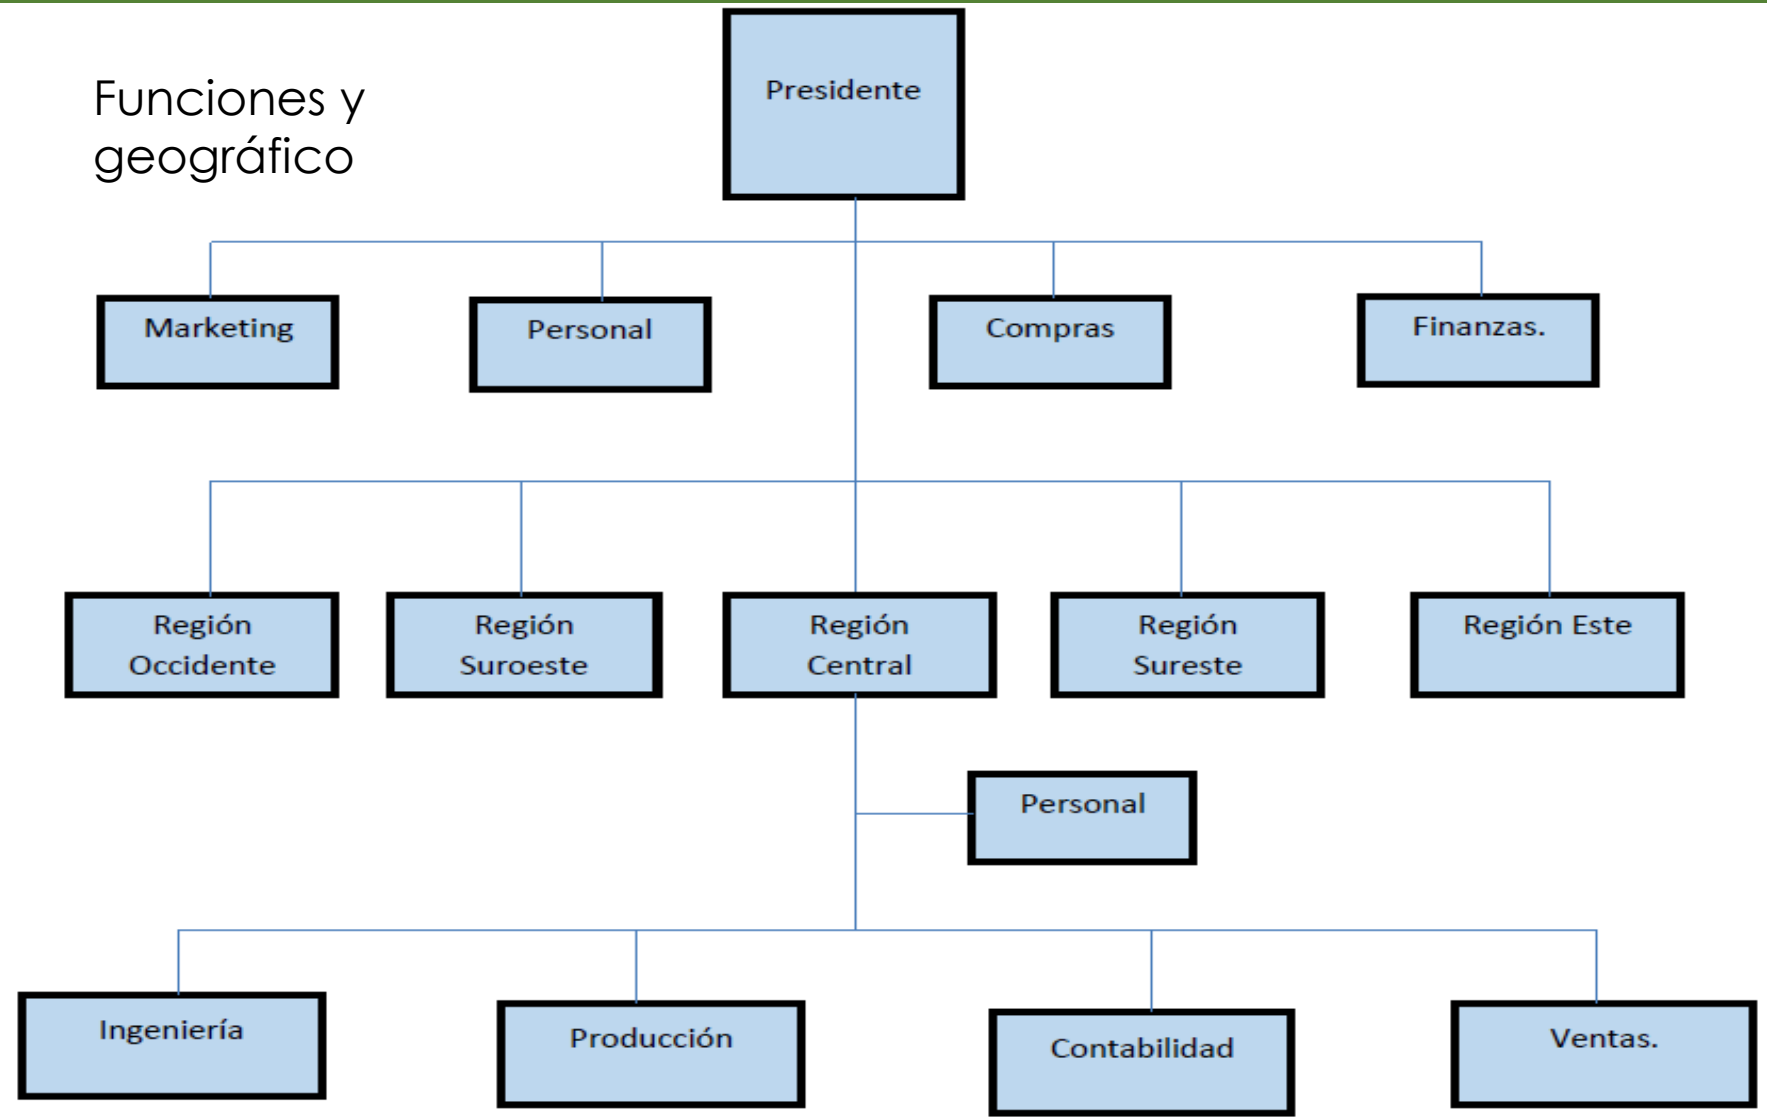 Funciones y
geográfico
Presidente
Marketing
Personal
Compras
Finanzas.
Región
Occidente
Región
Suroeste
Región
Central
Región
Sureste
Región Este
Personal
Ingeniería
Producción
Contabilidad
Ventas.